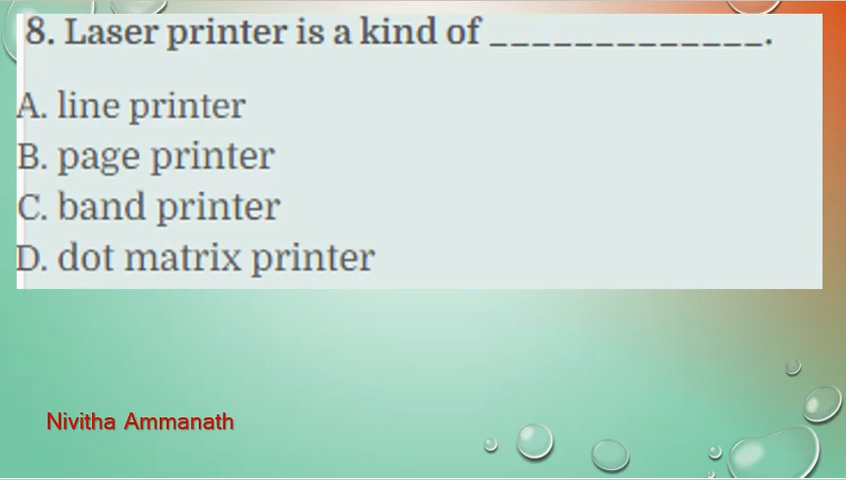 8. Laser printer is a kind of _____________.
A. line printer
B. page printer
C. band printer
D. dot matrix printer
Nivitha Ammanath